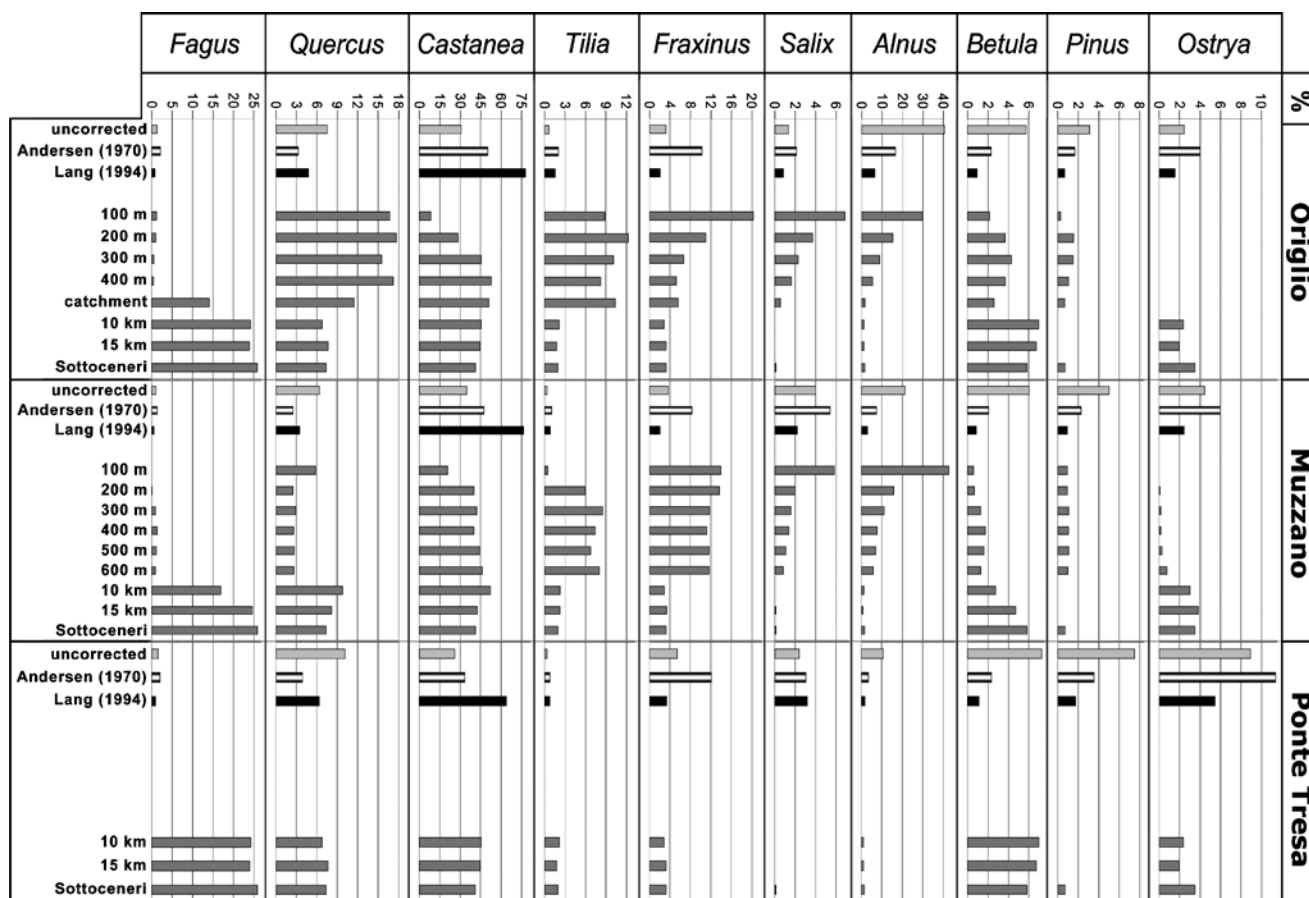 Fagus Quercus Castanea Tilia Fraxinus Salix Alnus Betula Pinus Ostrya
0 5 10 15 20 25 0 3 6 9 12 15 18 0 15 30 45 60 75 0 3 6 9 12 0 4 8 12 16 20 0 2 4 6 0 10 20 30 40 0 2 4 6 0 2 4 6 8 0 2 4 6 8 10 %
uncorrected
Andersen (1970)
Lang (1994)
100 m
200 m
300 m
400 m
catchment
10 km
15 km
Sottoceneri
Origlio
uncorrected
Andersen (1970)
Lang (1994)
100 m
200 m
300 m
400 m
500 m
600 m
10 km
15 km
Sottoceneri
Muzzano
uncorrected
Andersen (1970)
Lang (1994)
10 km
15 km
Sottoceneri
Ponte Tresa